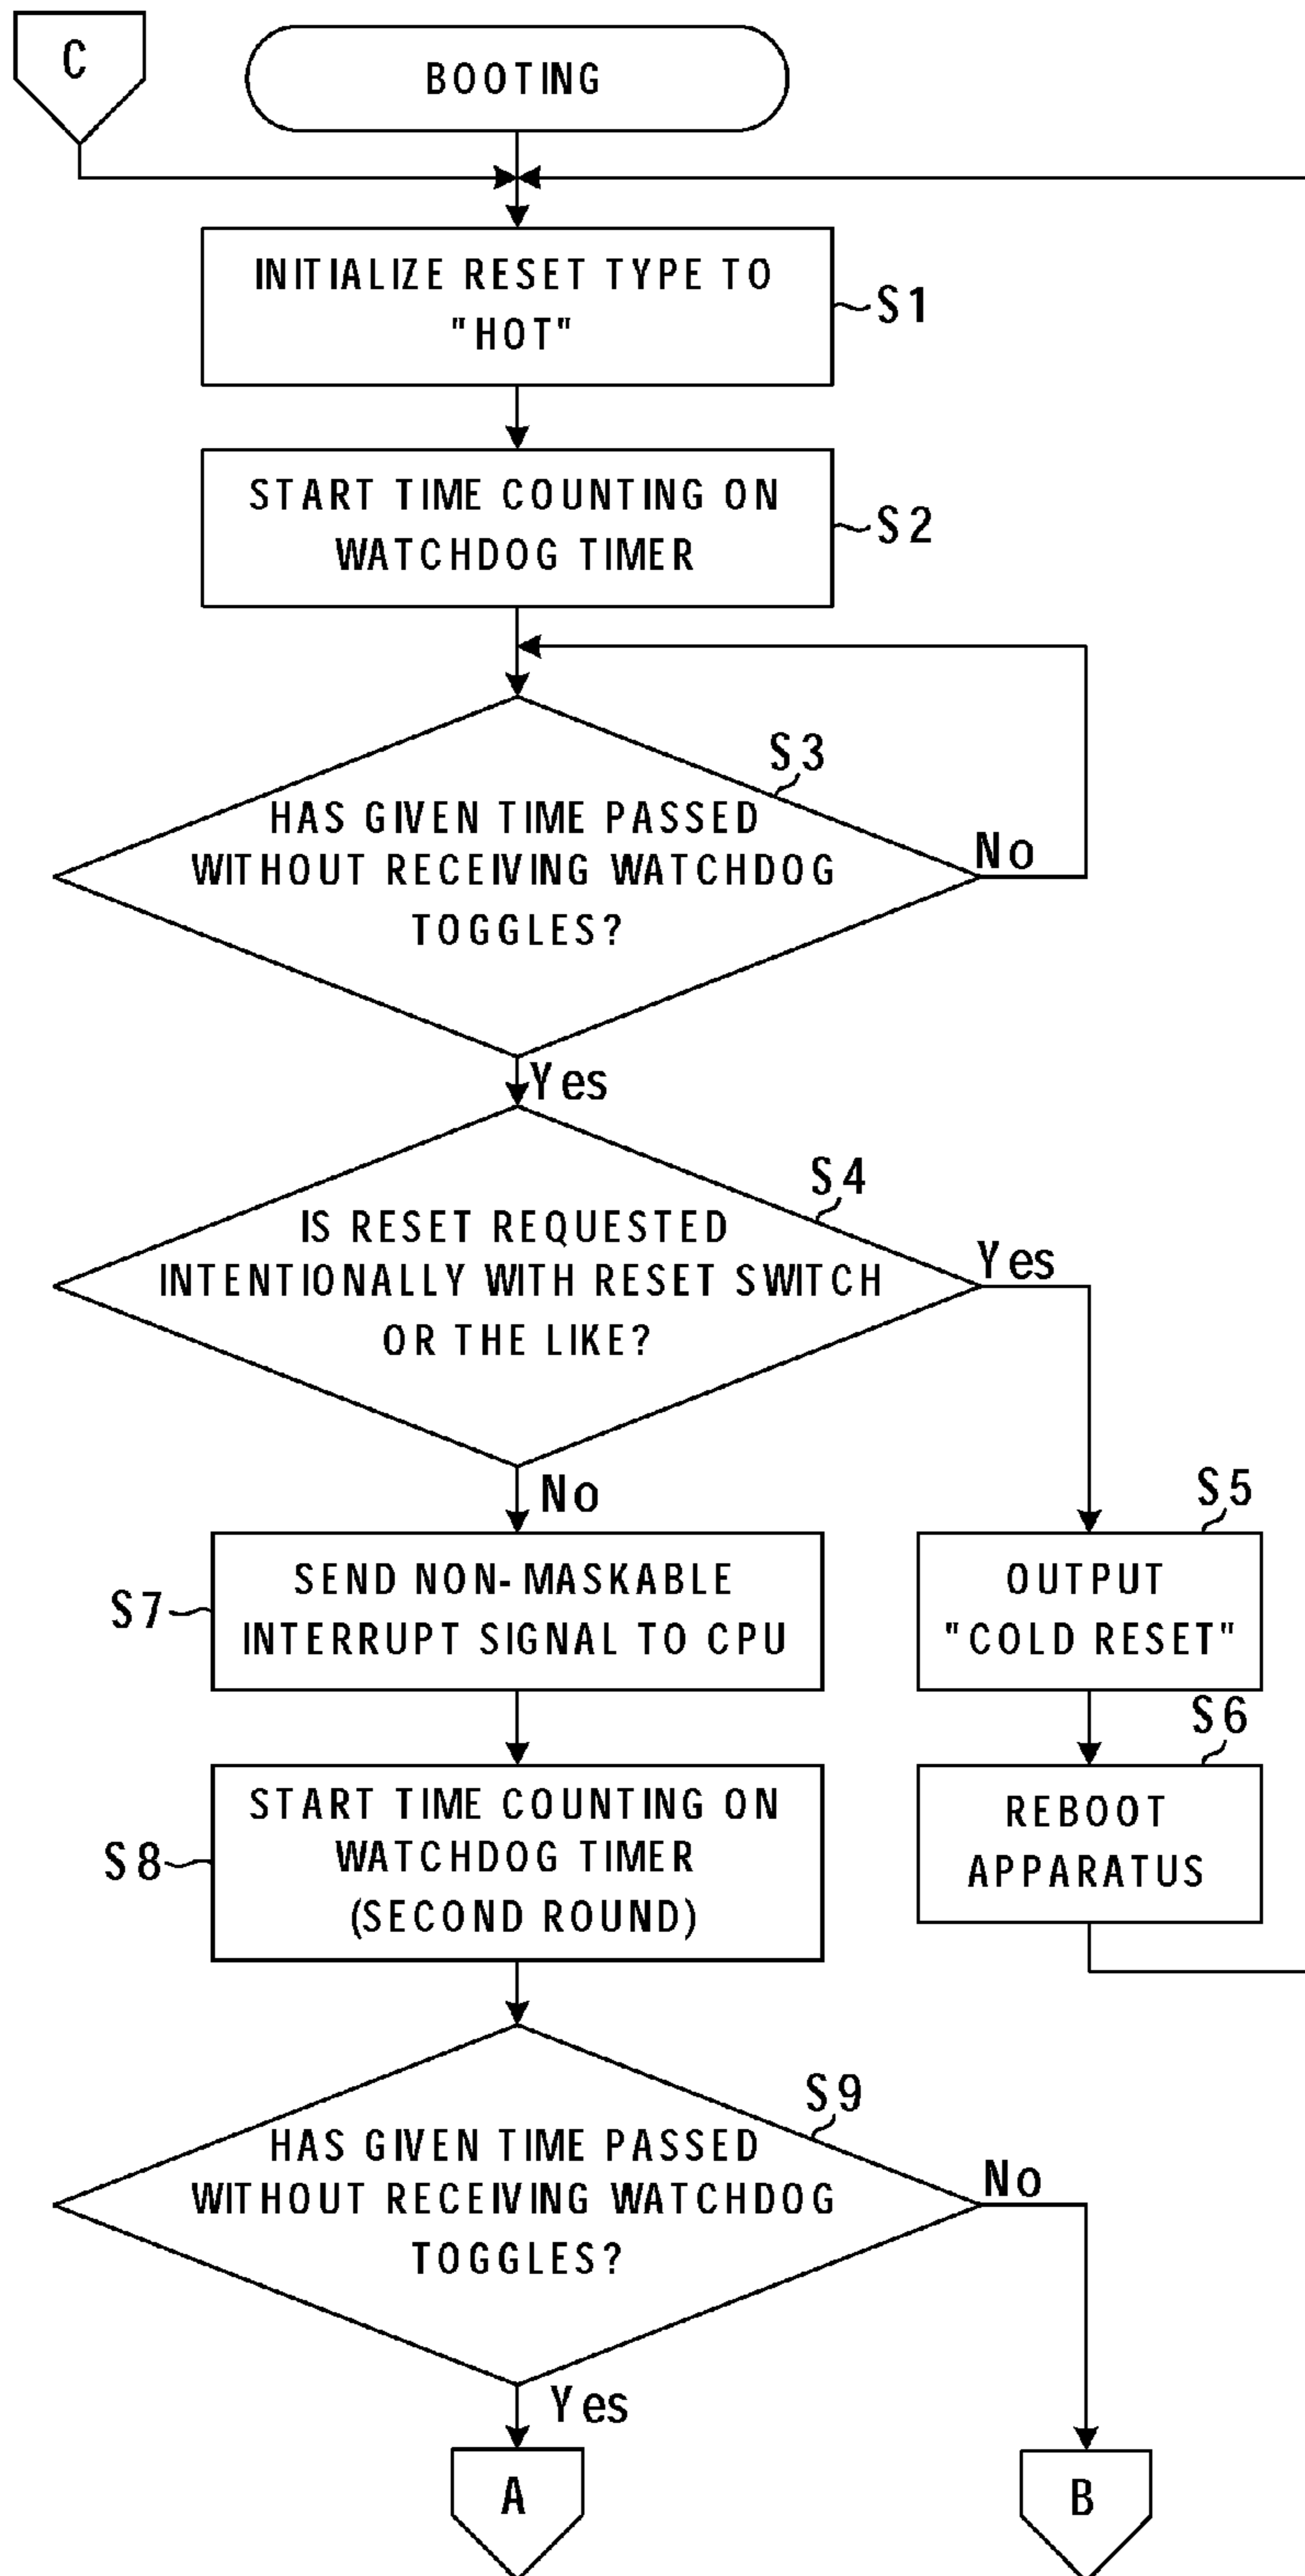 C
BOOTING
INITIALIZE RESET TYPE TO
"HOT"
S1
START TIME COUNTING ON
WATCHDOG TIMER
S2
S3
HAS GIVEN TIME PASSED
WITHOUT RECEIVING WATCHDOG
TOGGLES?
No
Yes
S4
IS RESET REQUESTED
INTENTIONALLY WITH RESET SWITCH
OR THE LIKE?
Yes
No
S5
OUTPUT
"COLD RESET"
S7
SEND NON-MASKABLE
INTERRUPT SIGNAL TO CPU
S6
REBOOT
APPARATUS
S8
START TIME COUNTING ON
WATCHDOG TIMER
(SECOND ROUND)
S9
HAS GIVEN TIME PASSED
WITHOUT RECEIVING WATCHDOG
TOGGLES?
No
Yes
A
B